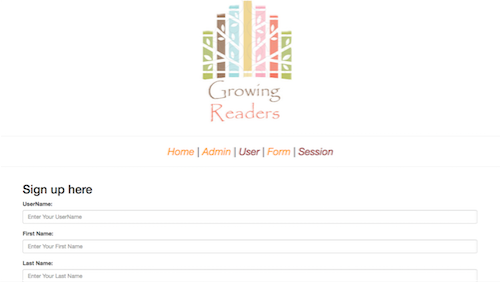 Growing
Readers
Home | Admin | User | Form | Session
Sign up here
UserName:
Enter Your UserName
First Name:
Enter Your First Name
Last Name:
Enter Your Last Name